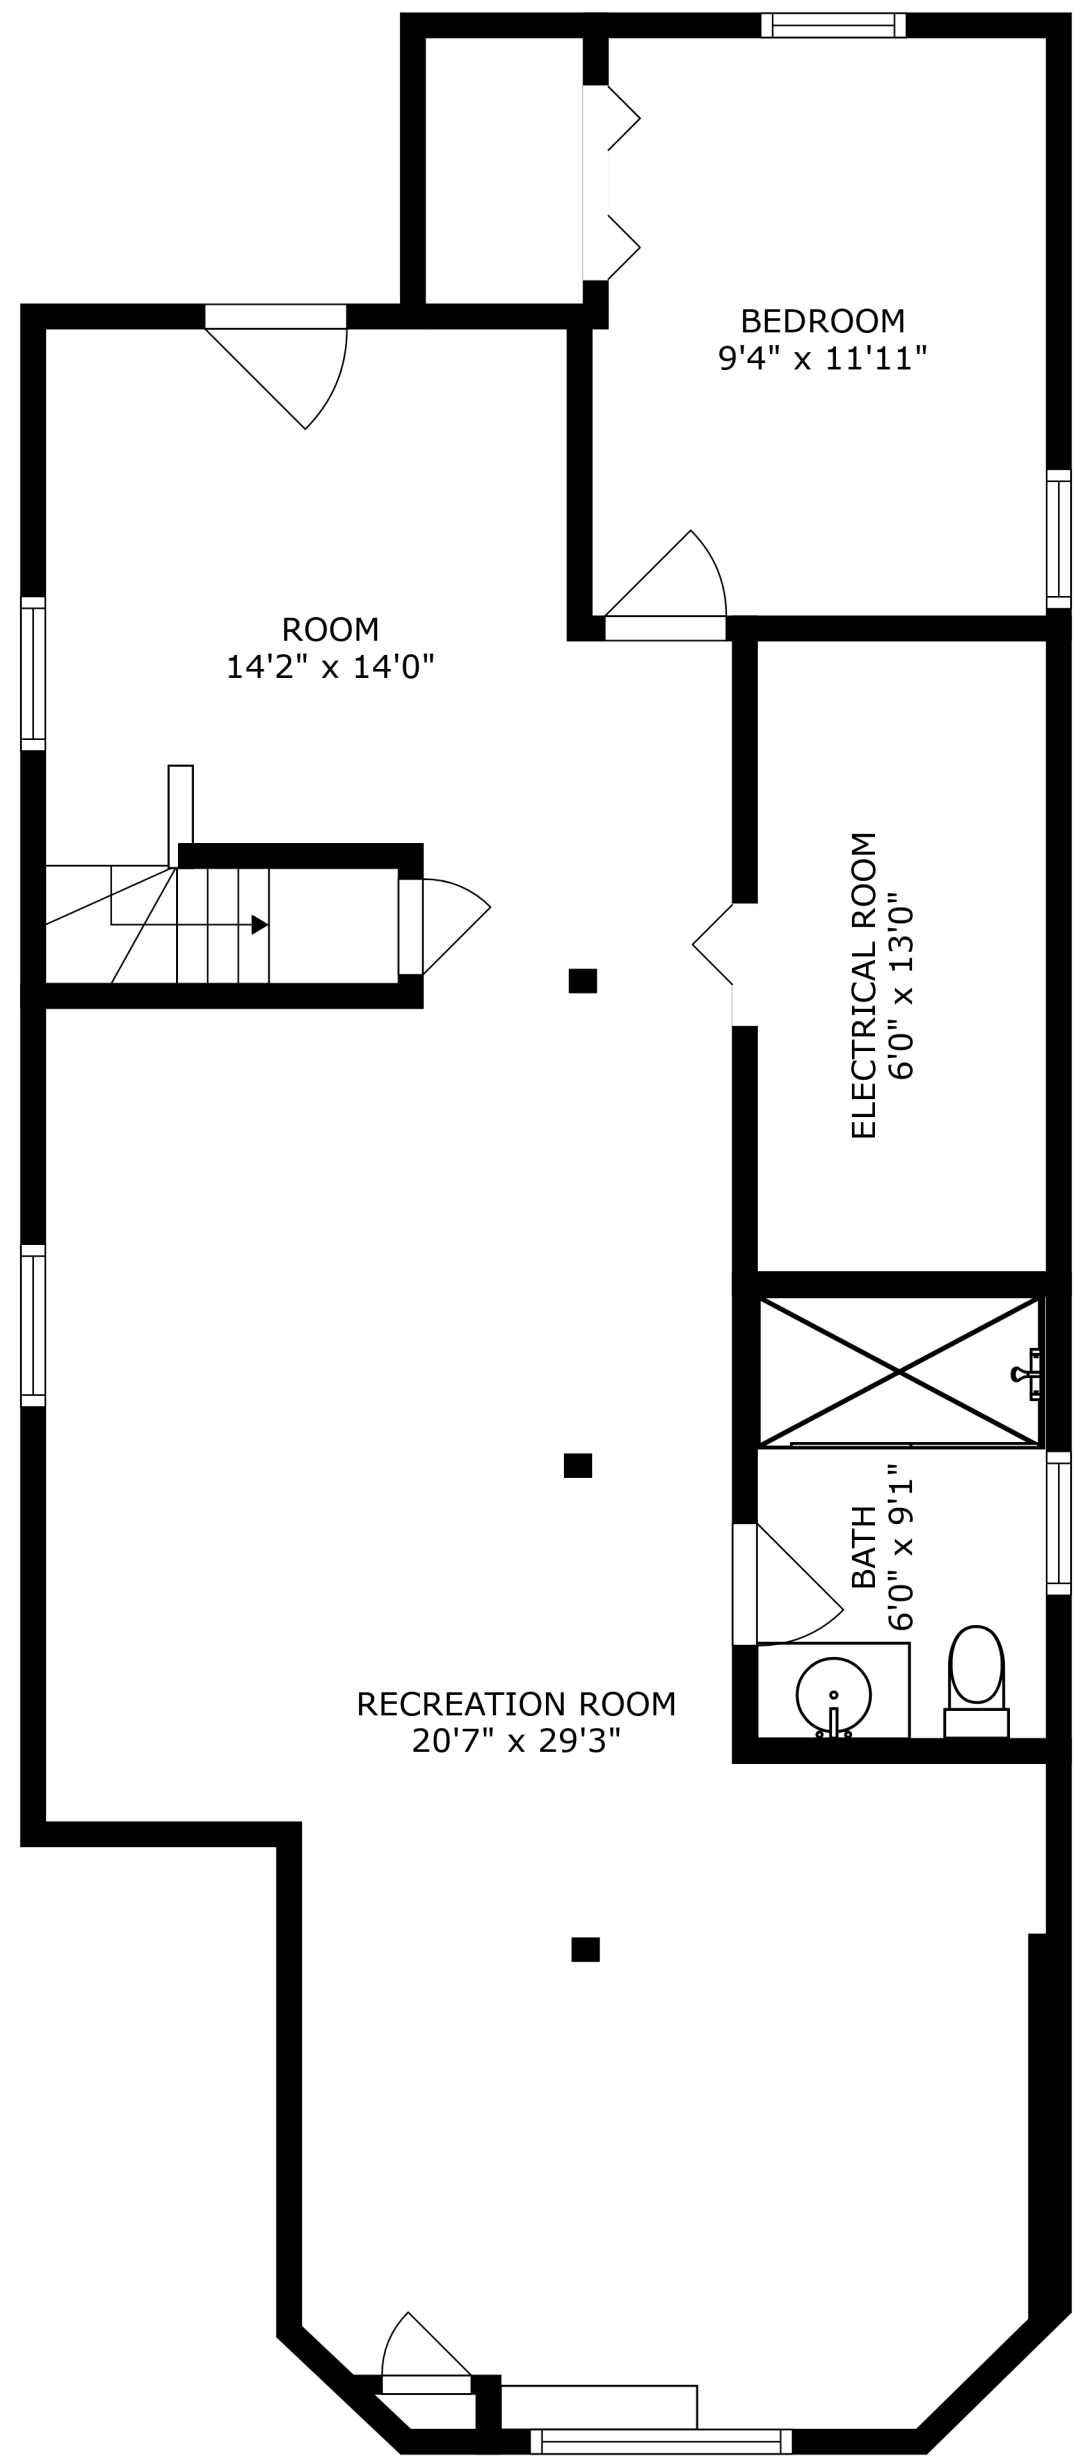 BEDROOM
9'4" x 11'11"
ROOM
14'2" x 14'0"
ELECTRICAL ROOM
6'0" x 13'0"
BATH
6'0" x 9'1"
RECREATION ROOM
20'7" x 29'3"